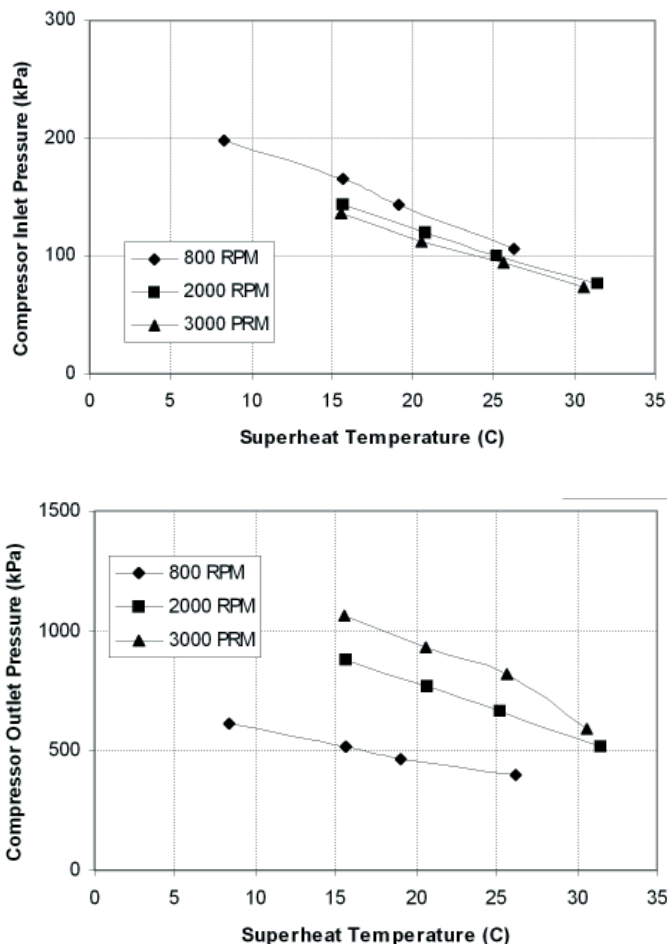 300
200
100
0
Compressor Inlet Pressure (kPa)
800 RPM
2000 RPM
3000 PRM
0 5 10 15 20 25 30 35
Superheat Temperature (C)
1500
1000
500
0
Compressor Outlet Pressure (kPa)
800 RPM
2000 RPM
3000 PRM
0 5 10 15 20 25 30 35
Superheat Temperature (C)